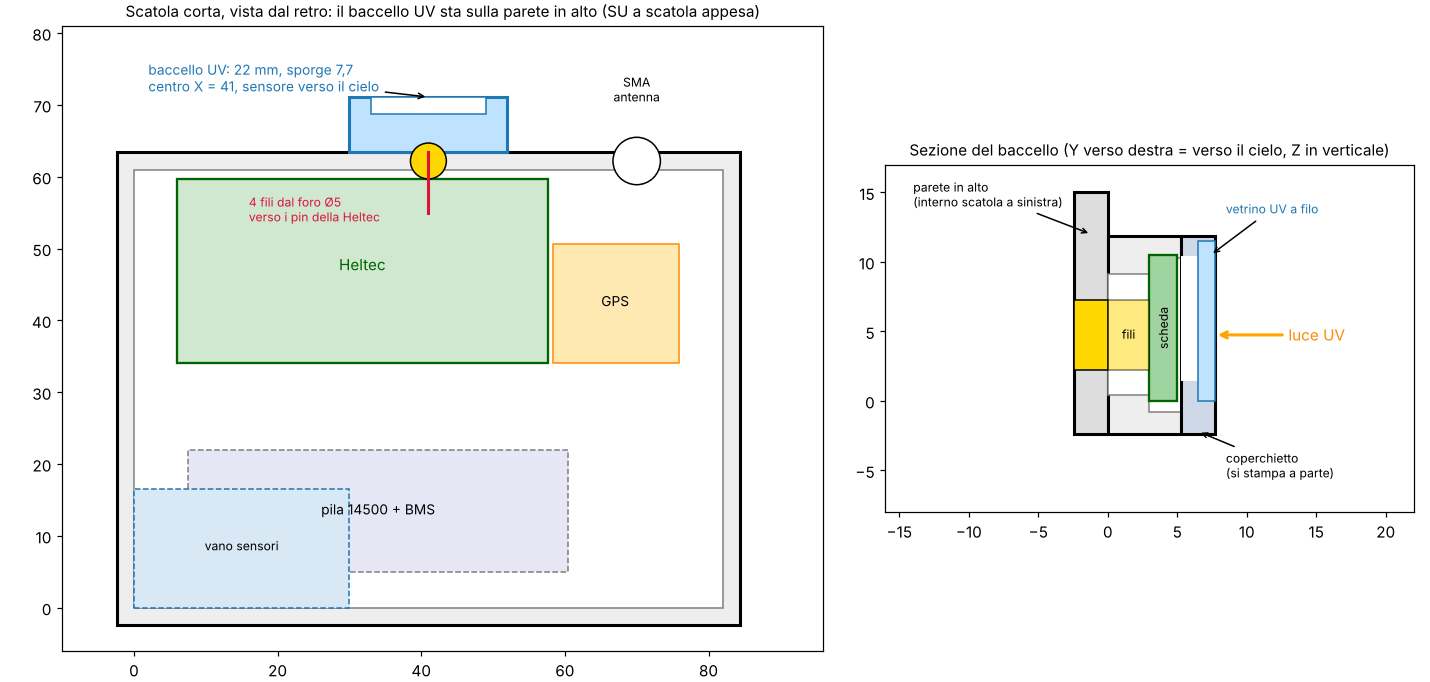 Scatola corta, vista dal retro: il baccello UV sta sulla parete in alto (SU a scatola appesa)
80
70
60
50
40
30
20
10
0
0
20
40
60
80
baccello UV: 22 mm, sporge 7,7
centro X = 41, sensore verso il cielo
SMA
antenna
4 fili dal foro Ø5
verso i pin della Heltec
Heltec
GPS
pila 14500 + BMS
vano sensori
Sezione del baccello (Y verso destra = verso il cielo, Z in verticale)
15
10
5
0
−5
−15
−10
−5
0
5
10
15
20
parete in alto
(interno scatola a sinistra)
vetrino UV a filo
fili
scheda
luce UV
coperchietto
(si stampa a parte)